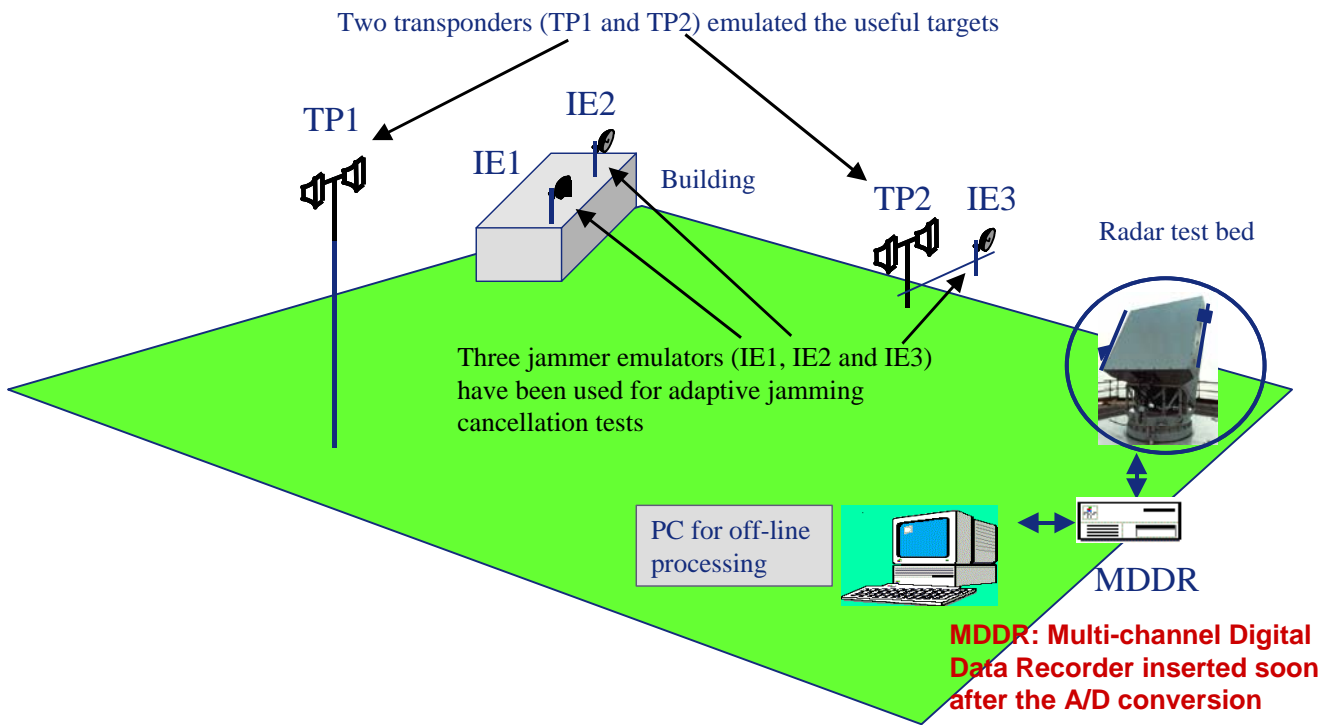 Two transponders (TP1 and TP2) emulated the useful targets
TP1
IE2
IE1
Building
TP2
IE3
Radar test bed
Three jammer emulators (IE1, IE2 and IE3)
have been used for adaptive jamming
cancellation tests
PC for off-line
processing
MDDR
MDDR: Multi-channel Digital
Data Recorder inserted soon
after the A/D conversion